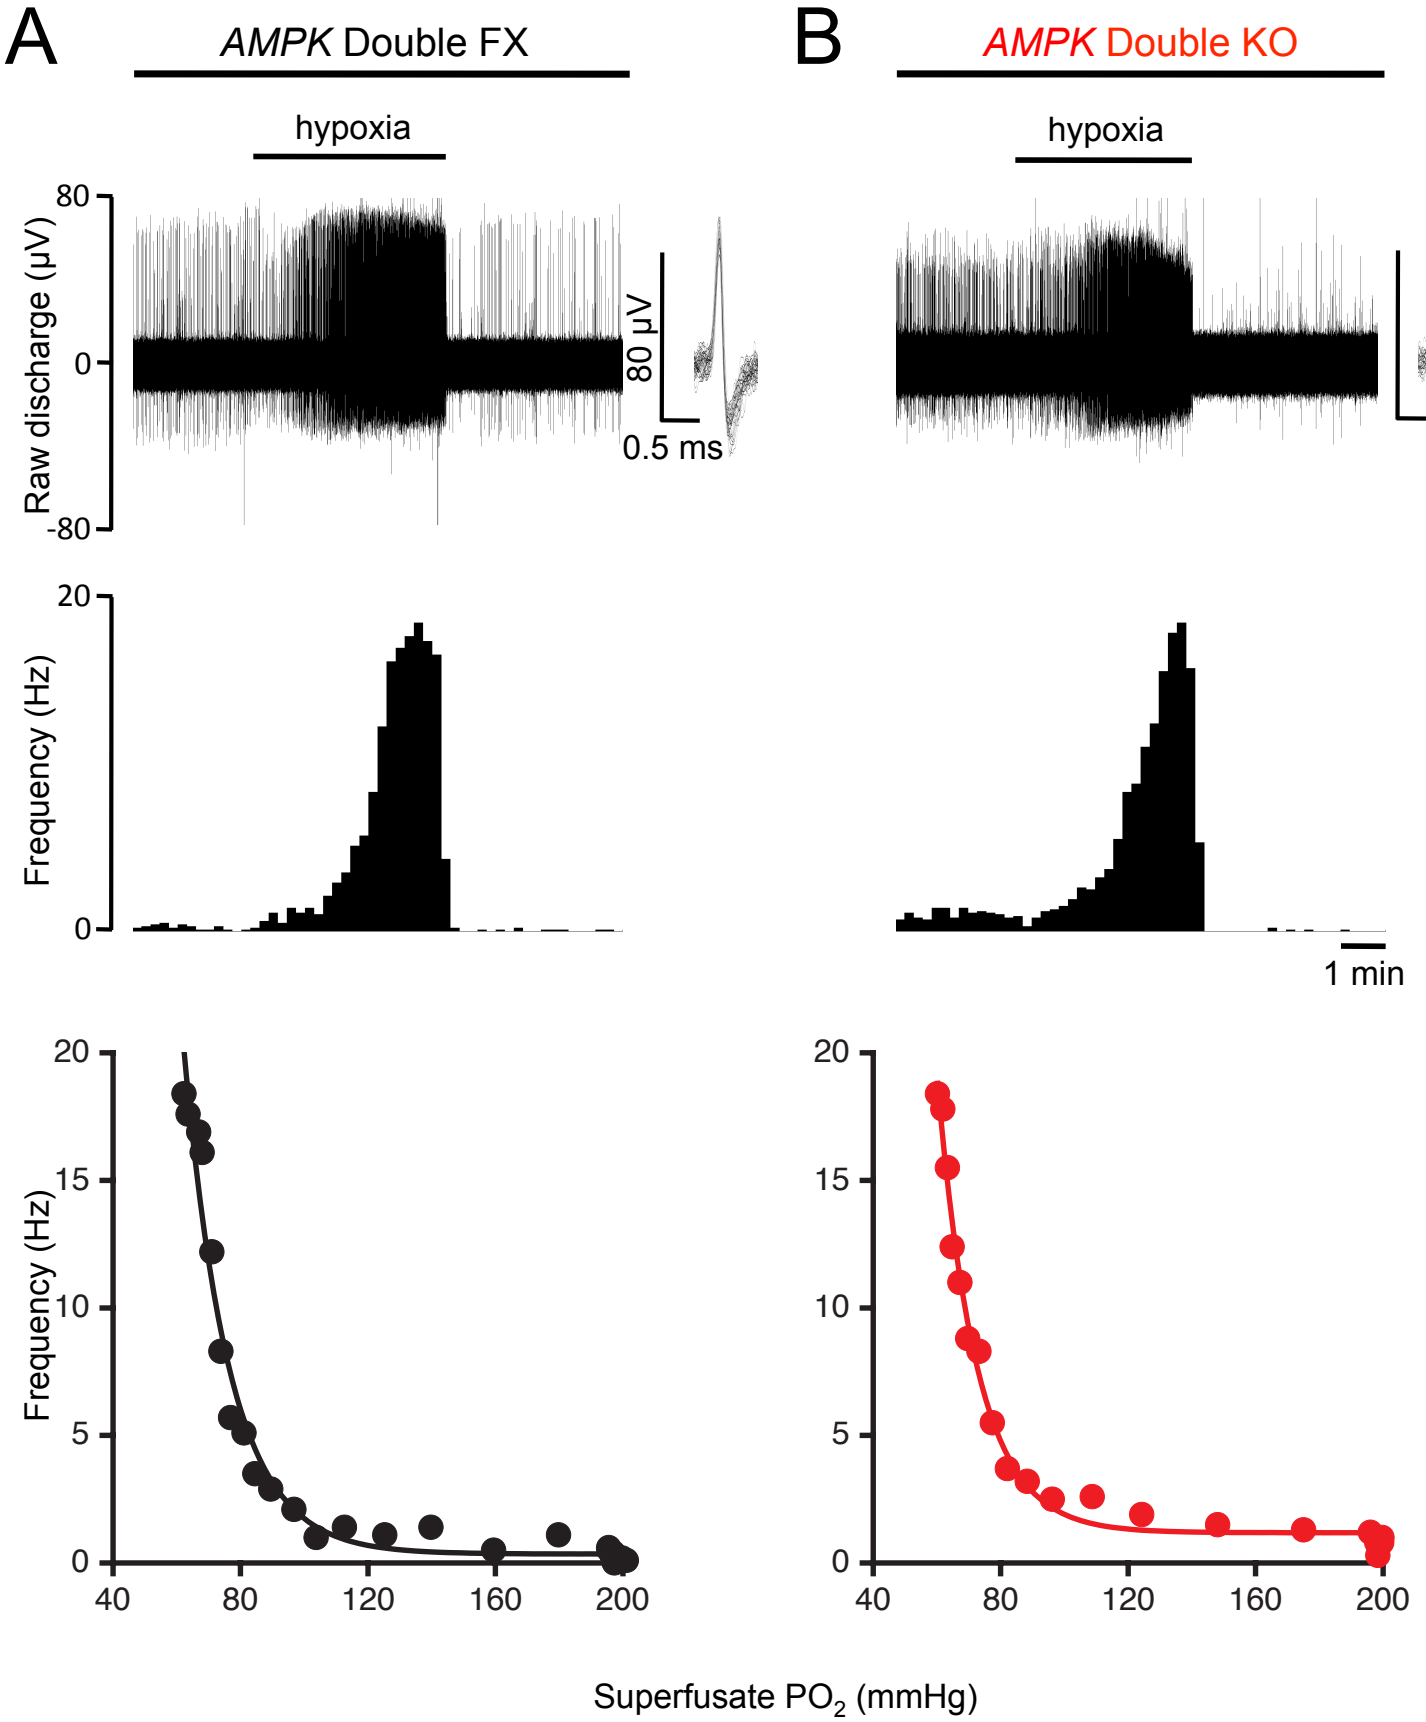 A
AMPK Double FX
B
AMPK Double KO
hypoxia
hypoxia
Raw discharge (µV)
80
0
-80
80 µV
0.5 ms
Frequency (Hz)
20
0
1 min
Frequency (Hz)
20
15
10
5
0
40 80 120 160 200
20
15
10
5
0
40 80 120 160 200
Superfusate PO₂ (mmHg)